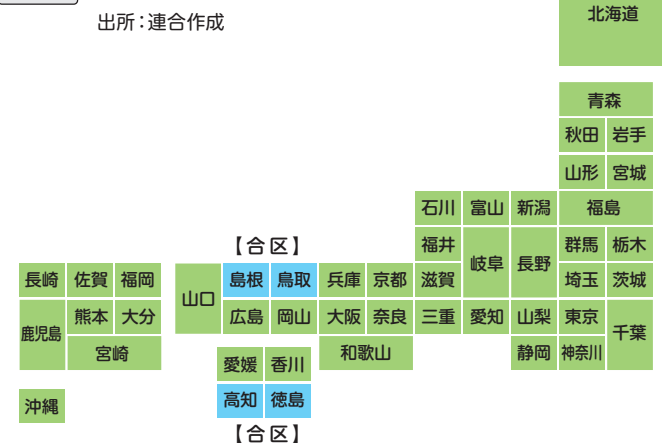 出所：連合作成
北海道
青森
秋田 岩手
山形 宮城
石川 富山 新潟 福島
【合区】
福井 岐阜 長野 群馬 栃木
長崎 佐賀 福岡 山口 島根 鳥取 兵庫 京都 滋賀 埼玉 茨城
鹿児島 熊本 大分 広島 岡山 大阪 奈良 三重 愛知 山梨 東京 千葉
宮崎 愛媛 香川 和歌山 静岡 神奈川
沖縄 高知 徳島
【合区】